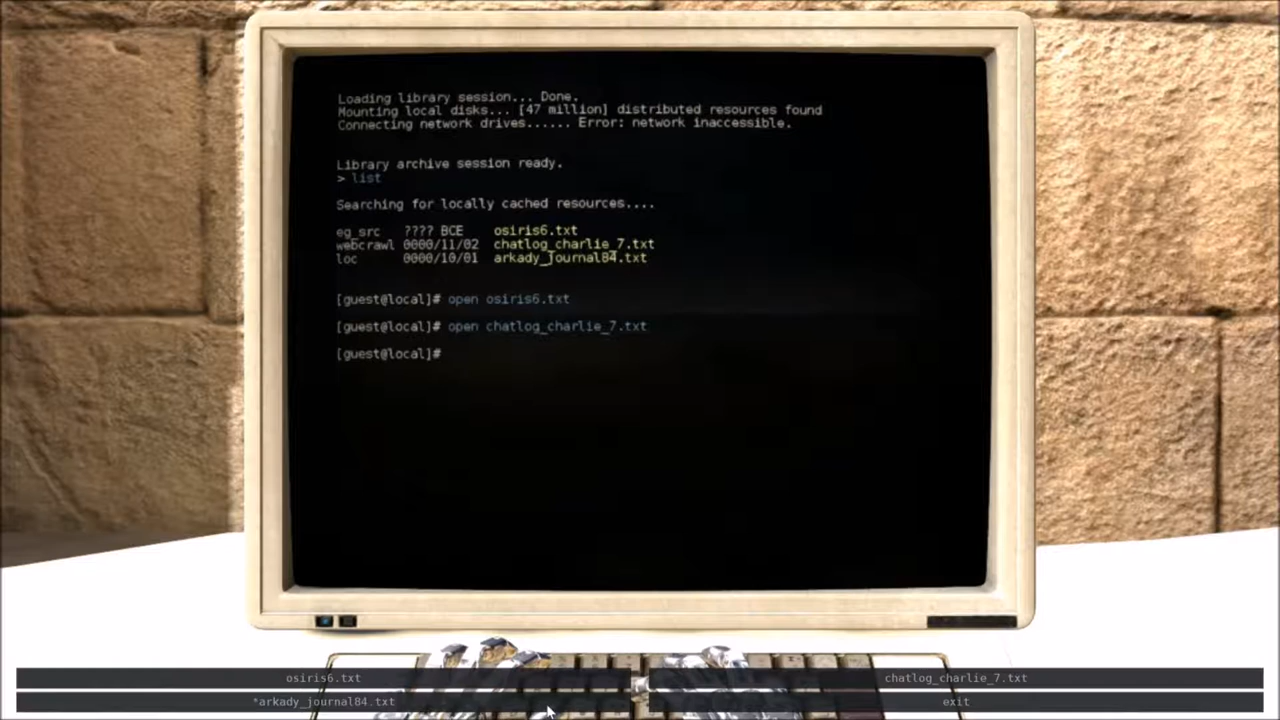 Loading library session... Done.
Mounting local disks... [47 million] distributed resources found
Connecting network drives...... Error: network inaccessible.
Library archive session ready.
> list
Searching for locally cached resources....
eg_src ???? BCE osiris6.txt
webcrawl 0000/11/02 chatlog_charlie_7.txt
loc 0000/10/01 arkady_journal84.txt
[guest@local]# open osiris6.txt
[guest@local]# open chatlog_charlie_7.txt
[guest@local]#
osiris6.txt chatlog_charlie_7.txt
*arkady_journal84.txt exit